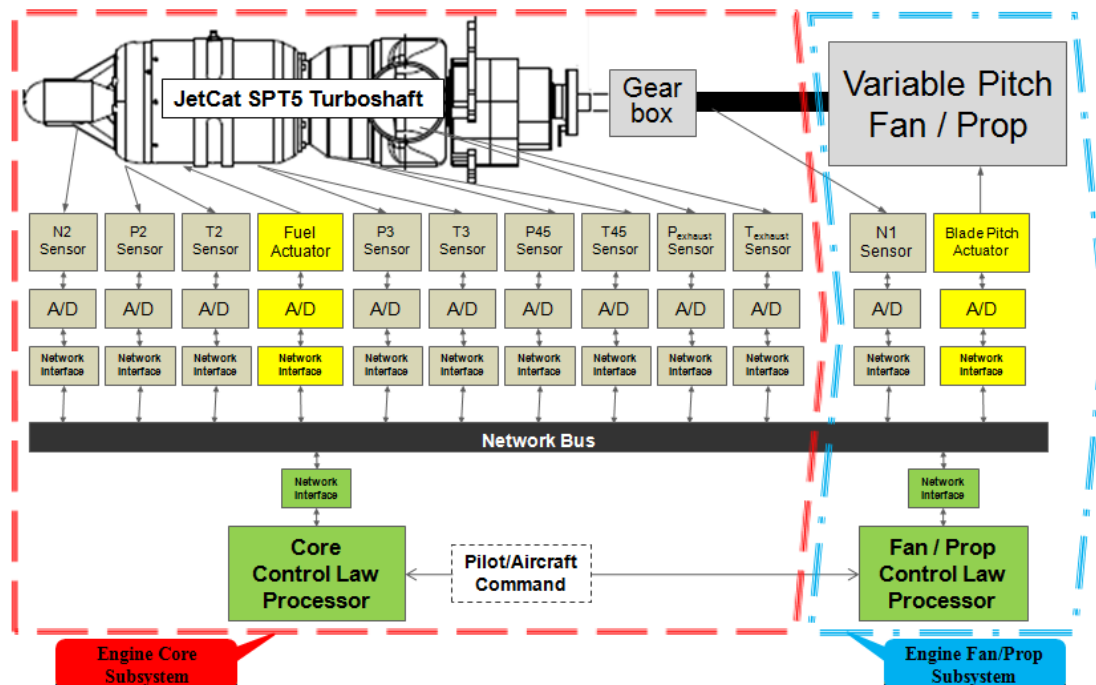 JetCat SPT5 Turboshaft
Gear
box
Variable Pitch
Fan / Prop
N2
Sensor
P2
Sensor
T2
Sensor
Fuel
Actuator
P3
Sensor
T3
Sensor
P45
Sensor
T45
Sensor
Pexhaust
Sensor
Texhaust
Sensor
N1
Sensor
Blade Pitch
Actuator
A/D
A/D
A/D
A/D
A/D
A/D
A/D
A/D
A/D
A/D
A/D
A/D
Network
Interface
Network
Interface
Network
Interface
Network
Interface
Network
Interface
Network
Interface
Network
Interface
Network
Interface
Network
Interface
Network
Interface
Network
Interface
Network
Interface
Network Bus
Network
Interface
Network
Interface
Core
Control Law
Processor
Pilot/Aircraft
Command
Fan / Prop
Control Law
Processor
Engine Core
Subsystem
Engine Fan/Prop
Subsystem